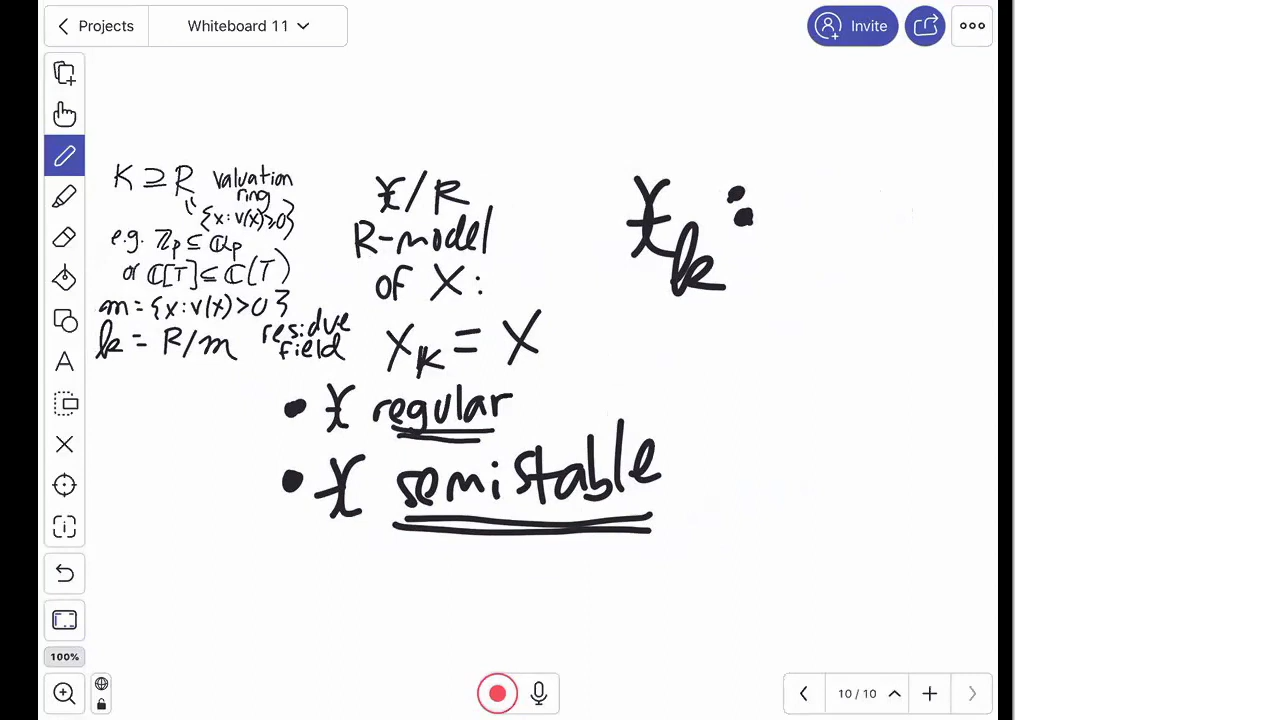 Projects
Whiteboard 11
Invite
K ⊇ R valuation ring
{x: v(x) ≥ 0}
e.g. ℤp ⊆ ℚp
or ℂ[T] ⊆ ℂ(T)
m = {x: v(x) > 0}
k = R/m residue field
𝔛/R
R-model
of X:
X_K = X
• 𝔛 regular
• 𝔛 semistable
𝔛_k :
A
100%
10 / 10